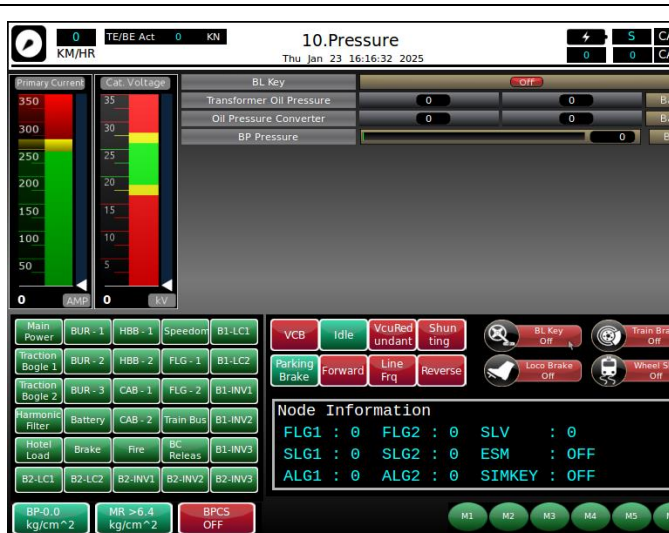 0
KM/HR
TE/BE Act 0 KN
10.Pressure
Thu Jan 23 16:16:32 2025
S
0 0
Primary Current
Cat. Voltage
350
300
250
200
150
100
50
0
AMP
35
30
25
20
15
10
5
0
kV
BL Key Off
Transformer Oil Pressure 0 0
Oil Pressure Converter 0 0
BP Pressure 0
Main Power BUR - 1 HBB - 1 Speedom B1-LC1
Traction Bogle 1 BUR - 2 HBB - 2 FLG - 1 B1-LC2
Traction Bogle 2 BUR - 3 CAB - 1 FLG - 2 B1-INV1
Harmonic Filter Battery CAB - 2 Train Bus B1-INV2
Hotel Load Brake Fire BC Releas B1-INV3
B2-LC1 B2-LC2 B2-INV1 B2-INV2 B2-INV3
BP-0.0 kg/cm^2
MR >6.4 kg/cm^2
BPCS OFF
VCB Idle VcuRed undant Shun ting
Parking Brake Forward Line Frq Reverse
BL Key Off
Loco Brake Off
Off
Off
Node Information
FLG1 : 0 FLG2 : 0 SLV : 0
SLG1 : 0 SLG2 : 0 ESM : OFF
ALG1 : 0 ALG2 : 0 SIMKEY : OFF
M1 M2 M3 M4 M5